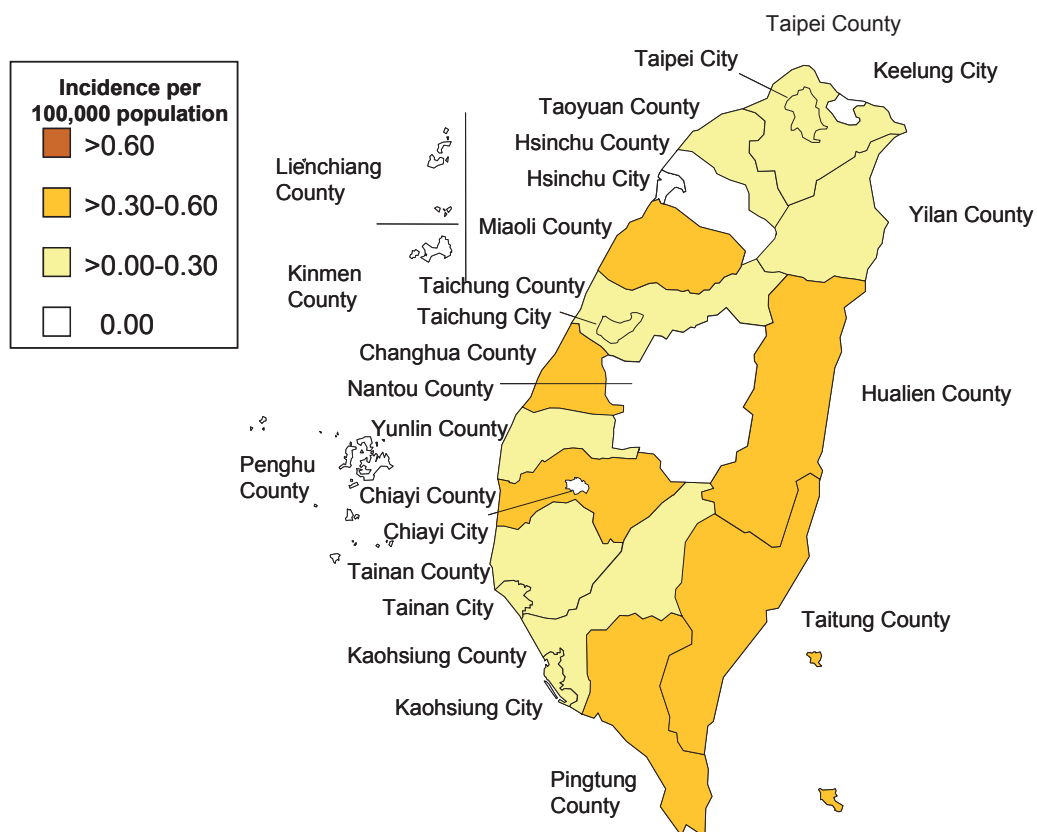 Taipei County
Taipei City
Keelung City
Incidence per
100,000 population
>0.60
>0.30-0.60
>0.00-0.30
0.00
Taoyuan County
Hsinchu County
Hsinchu City
Lienchiang
County
Miaoli County
Yilan County
Kinmen
County
Taichung County
Taichung City
Changhua County
Nantou County
Hualien County
Yunlin County
Penghu
County
Chiayi County
Chiayi City
Tainan County
Tainan City
Taitung County
Kaohsiung County
Kaohsiung City
Pingtung
County